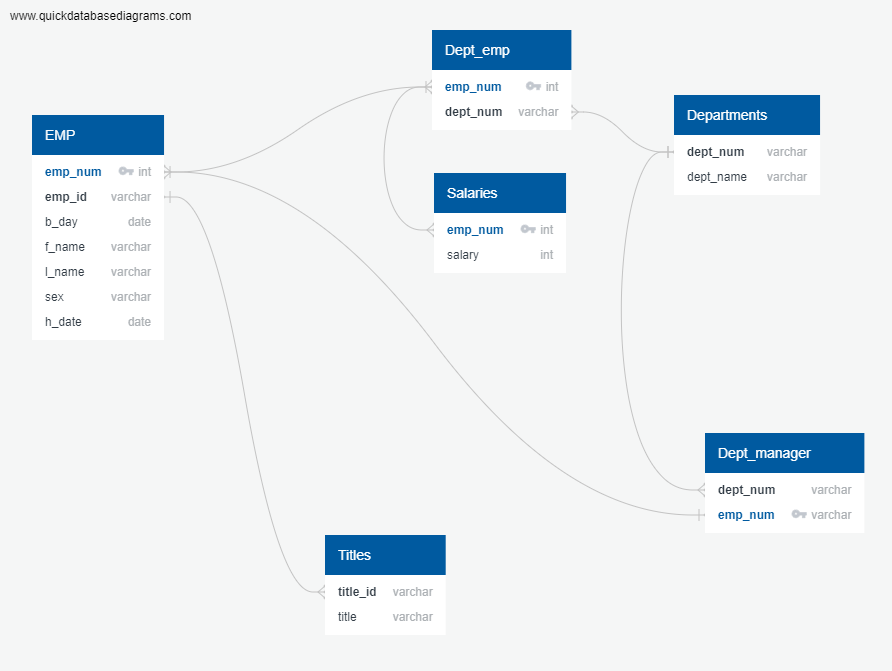 www.quickdatabasediagrams.com
EMP
emp_num int
emp_id varchar
b_day date
f_name varchar
l_name varchar
sex varchar
h_date date
Dept_emp
emp_num int
dept_num varchar
Salaries
emp_num int
salary int
Departments
dept_num varchar
dept_name varchar
Dept_manager
dept_num varchar
emp_num varchar
Titles
title_id varchar
title varchar